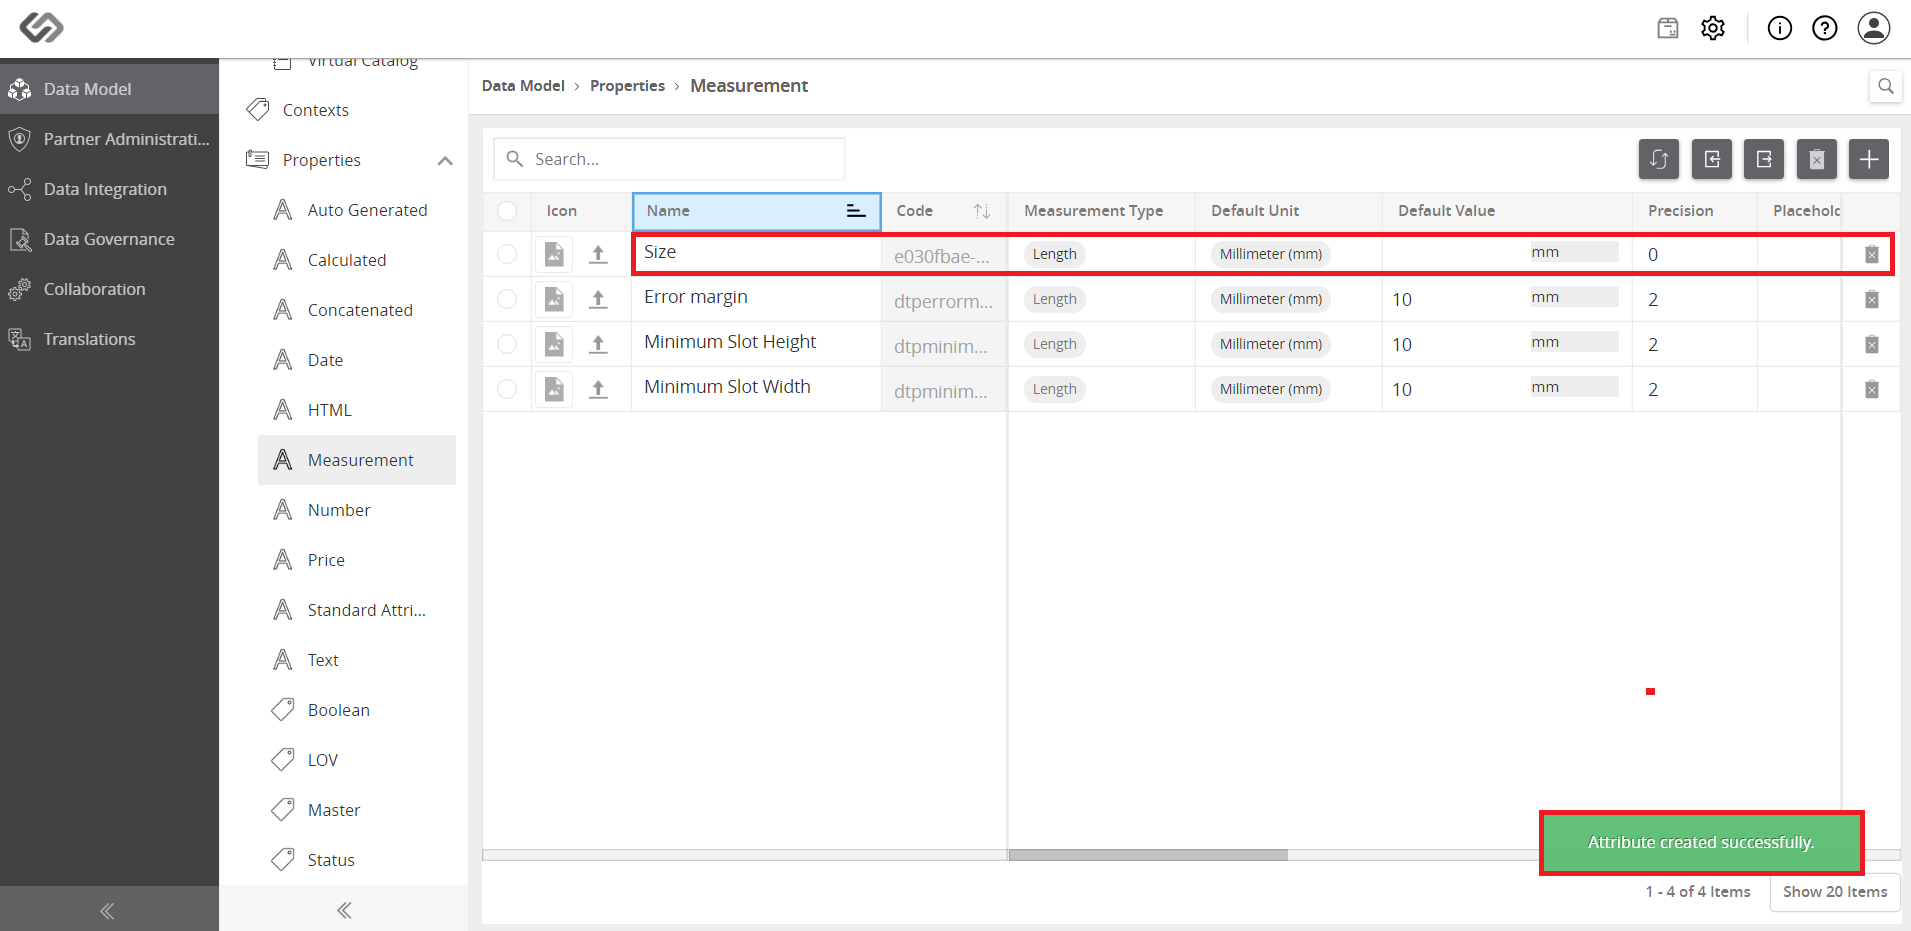 Data Model
Partner Administrati...
Data Integration
Data Governance
Collaboration
Translations
Virtual Catalog
Contexts
Properties
Auto Generated
Calculated
Concatenated
Date
HTML
Measurement
Number
Price
Standard Attri...
Text
Boolean
LOV
Master
Status
Data Model › Properties › Measurement
Search...
Icon Name Code Measurement Type Default Unit Default Value Precision Placehold
Size e030fbae-... Length Millimeter (mm) mm 0
Error margin dtperrorm... Length Millimeter (mm) 10 mm 2
Minimum Slot Height dtpminim... Length Millimeter (mm) 10 mm 2
Minimum Slot Width dtpminim... Length Millimeter (mm) 10 mm 2
Attribute created successfully.
1 - 4 of 4 Items
Show 20 Items